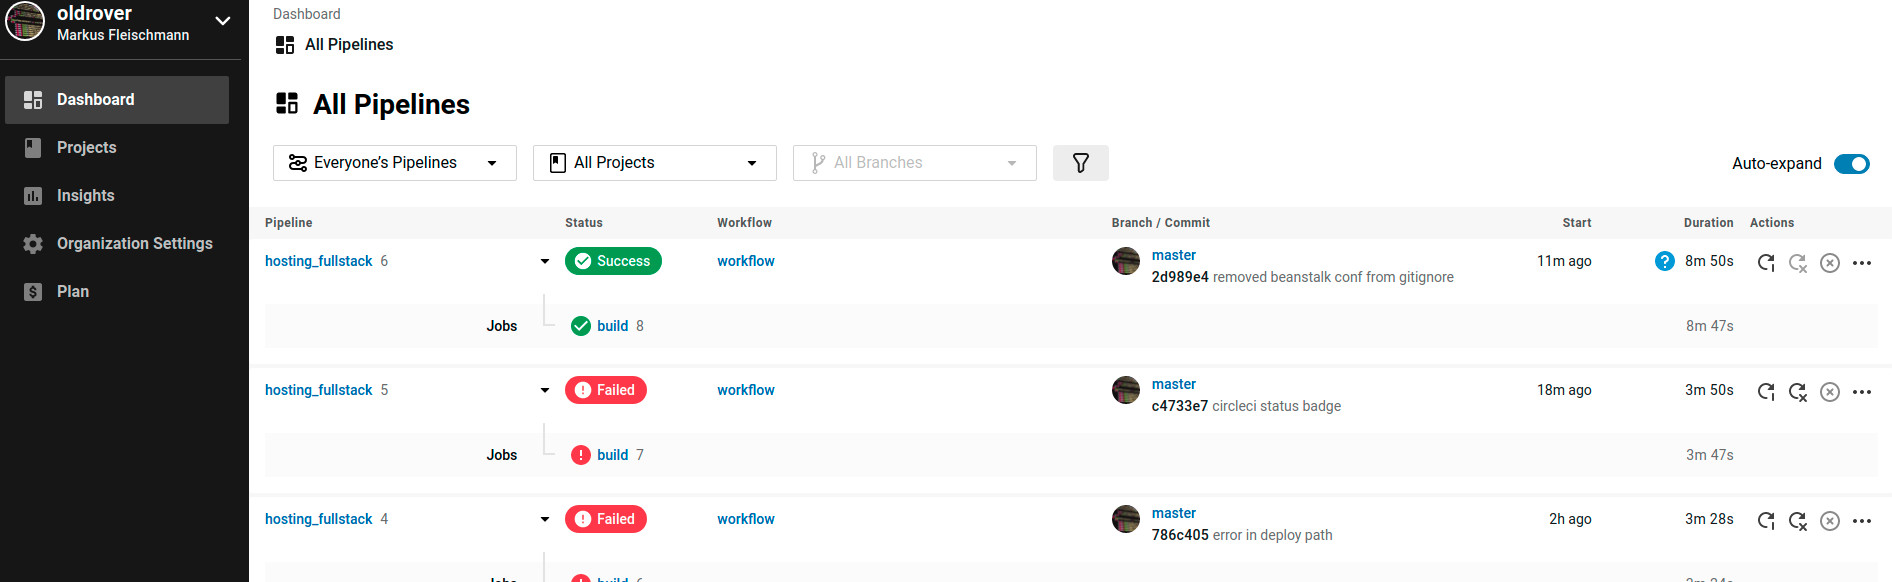 oldrover
Markus Fleischmann
Dashboard
Projects
Insights
Organization Settings
Plan
Dashboard
All Pipelines
All Pipelines
Everyone's Pipelines
All Projects
All Branches
Auto-expand
Pipeline Status Workflow Branch / Commit Start Duration Actions
hosting_fullstack 6 Success workflow master 11m ago ? 8m 50s
2d989e4 removed beanstalk conf from gitignore
Jobs build 8 8m 47s
hosting_fullstack 5 Failed workflow master 18m ago 3m 50s
c4733e7 circleci status badge
Jobs build 7 3m 47s
hosting_fullstack 4 Failed workflow master 2h ago 3m 28s
786c405 error in deploy path
Jobs build 6